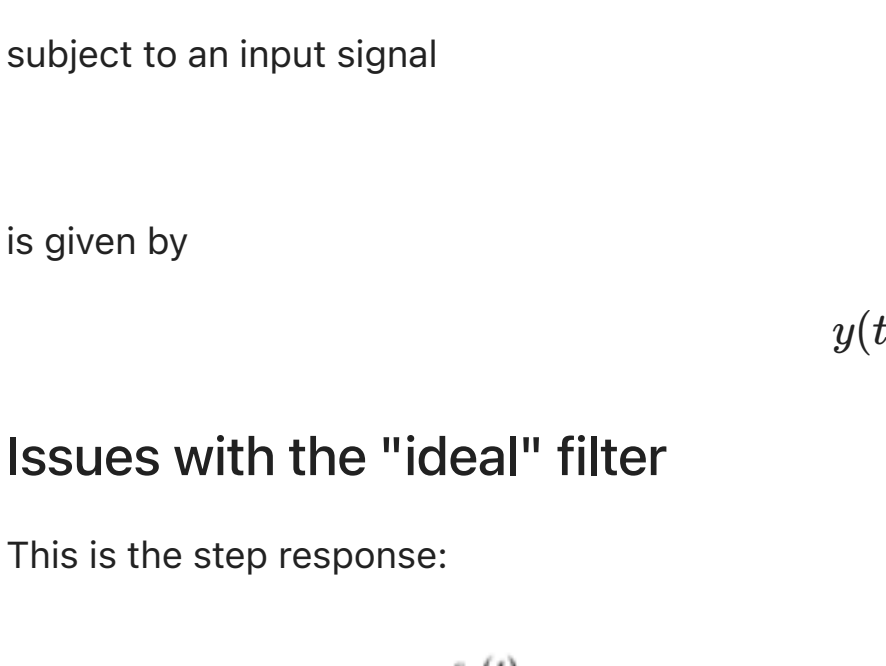 subject to an input signal
is given by
y(t
Issues with the "ideal" filter
This is the step response: